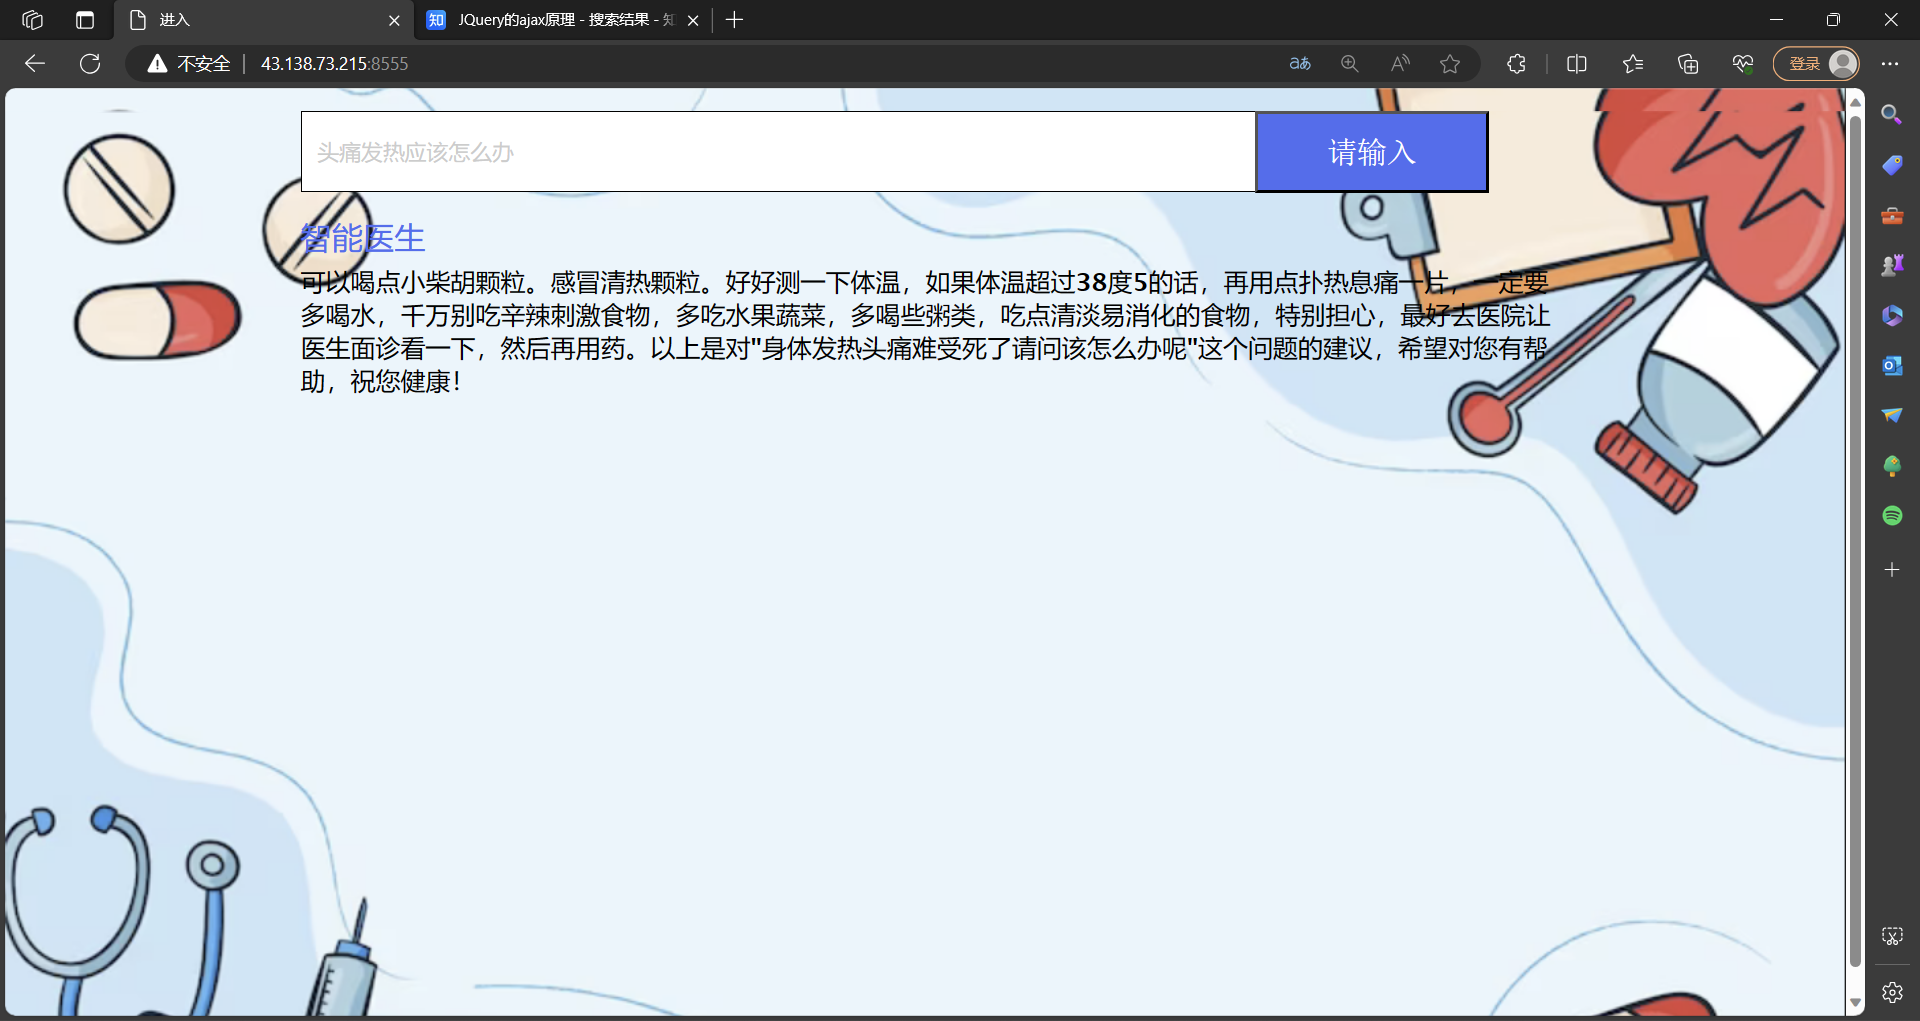 进入
知 JQuery的ajax原理 - 搜索结果 - 知
不安全 43.138.73.215:8555
aあ
A
登录
头痛发热应该怎么办
请输入
智能医生
可以喝点小柴胡颗粒。感冒清热颗粒。好好测一下体温，如果体温超过38度5的话，再用点扑热息痛一片，一定要
多喝水，千万别吃辛辣刺激食物，多吃水果蔬菜，多喝些粥类，吃点清淡易消化的食物，特别担心，最好去医院让
医生面诊看一下，然后再用药。以上是对"身体发热头痛难受死了请问该怎么办呢"这个问题的建议，希望对您有帮
助，祝您健康！